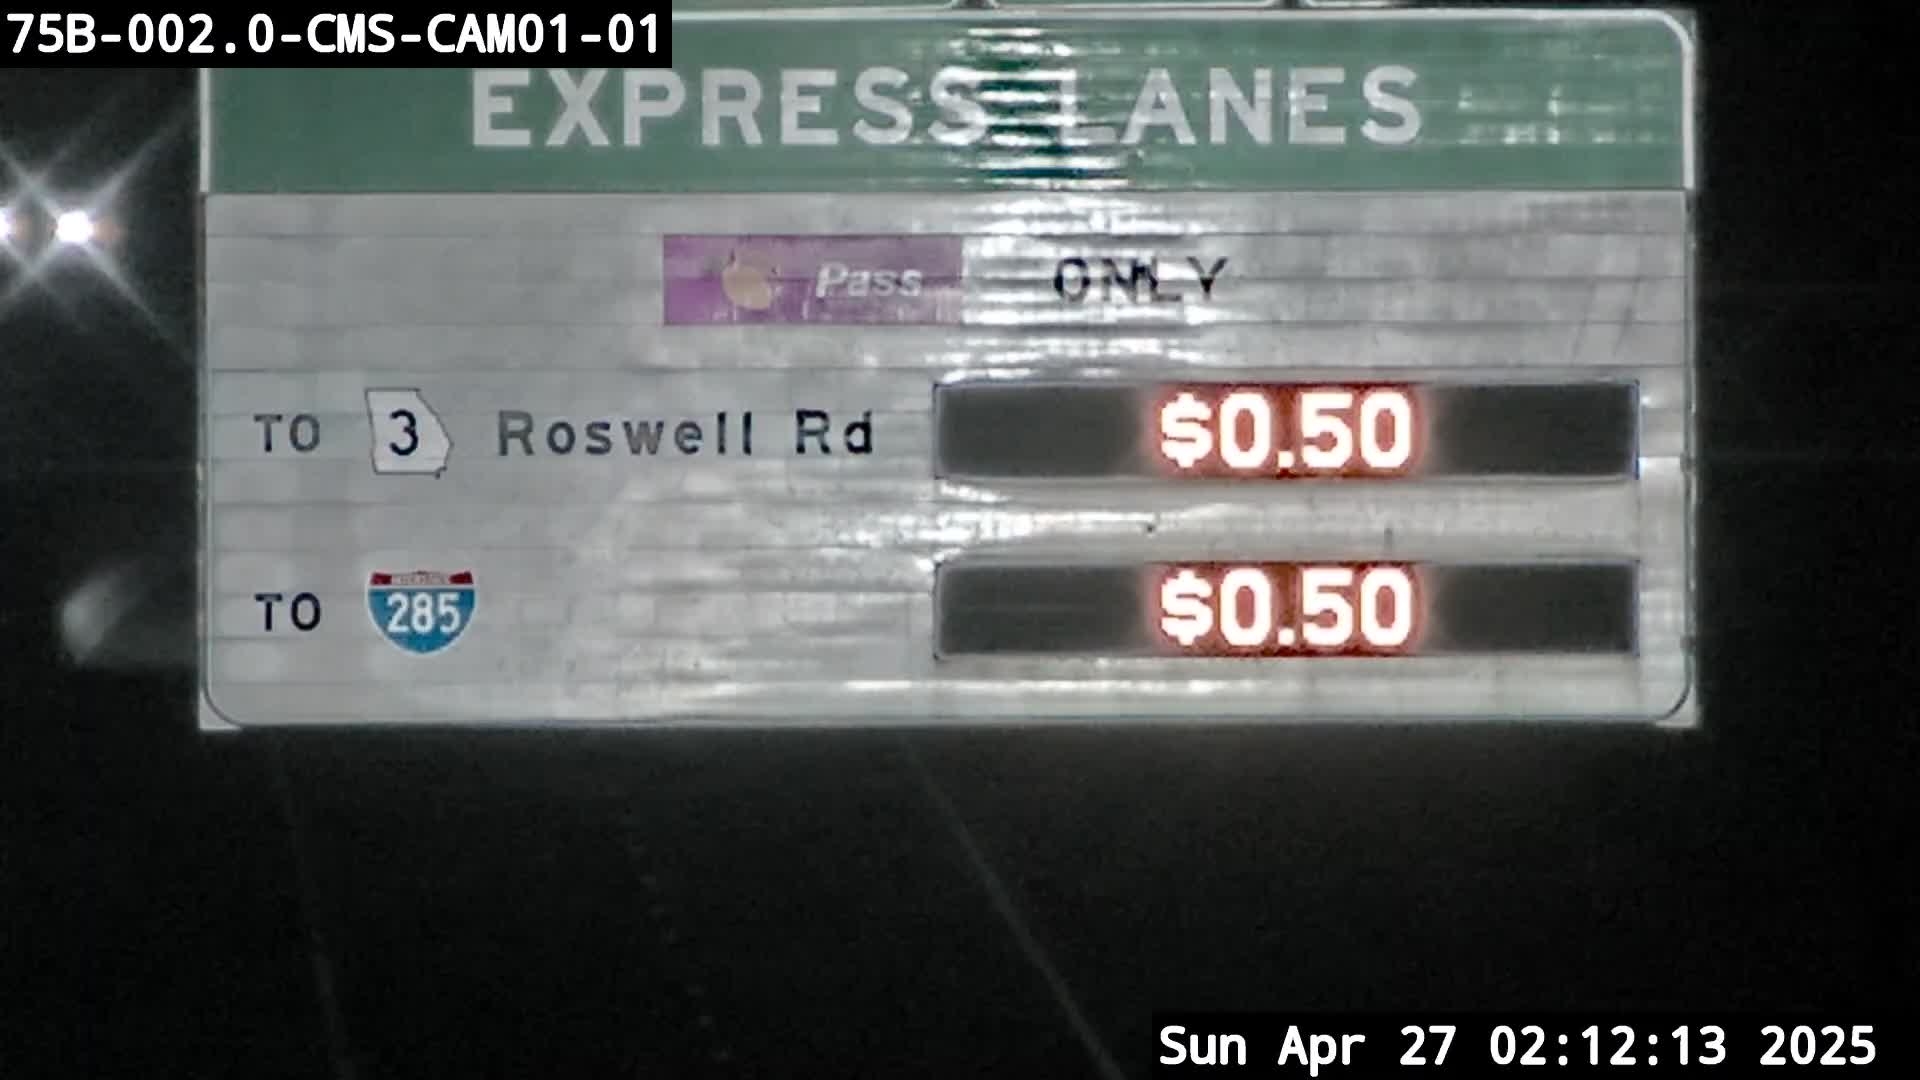 75B-002.0-CMS-CAM01-01
EXPRESS LANES
Pass ONLY
TO 3 Roswell Rd $0.50
TO 285 $0.50
Sun Apr 27 02:12:13 2025